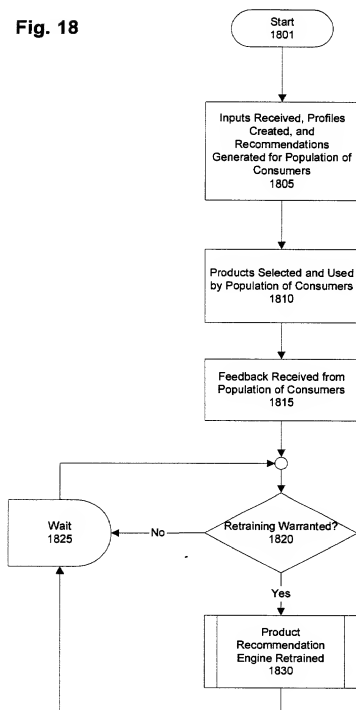 Fig. 18
Start
1801
Inputs Received, Profiles
Created, and
Recommendations
Generated for Population of
Consumers
1805
Products Selected and Used
by Population of Consumers
1810
Feedback Received from
Population of Consumers
1815
Retraining Warranted?
1820
No
Wait
1825
Yes
Product
Recommendation
Engine Retrained
1830